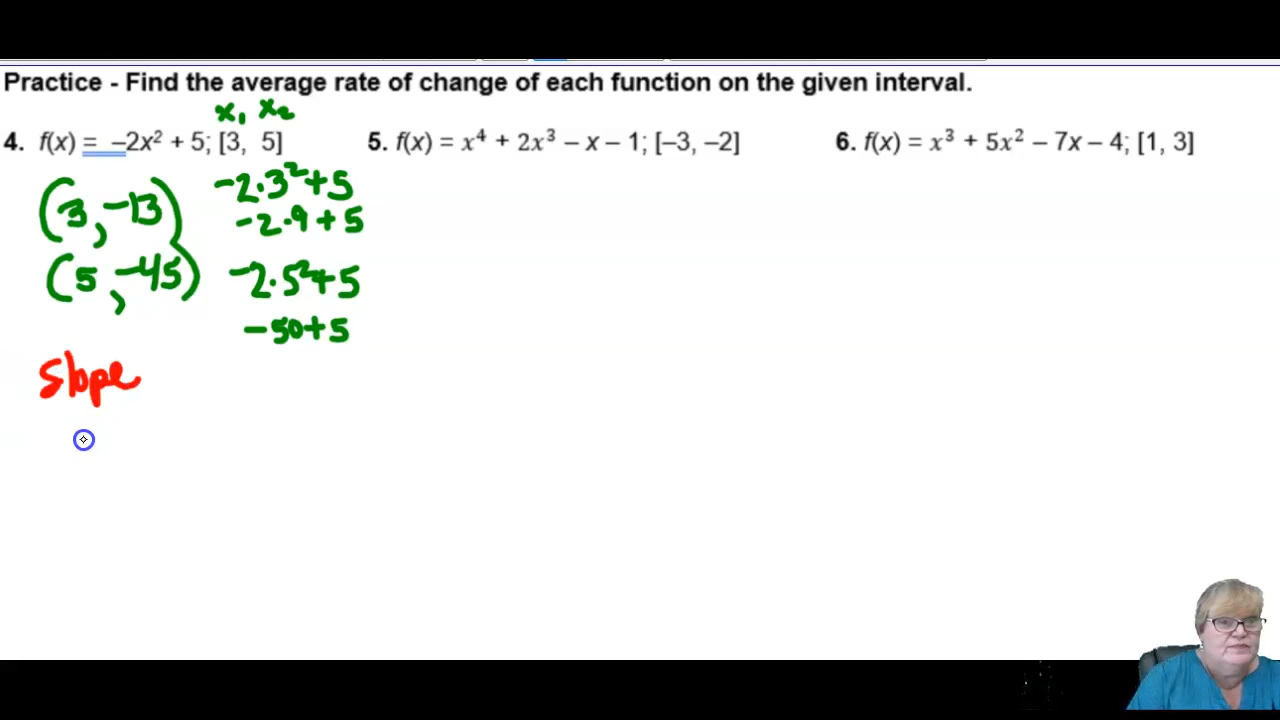 Practice - Find the average rate of change of each function on the given interval.
x₁ x₂
4. f(x) = –2x² + 5; [3, 5]
5. f(x) = x⁴ + 2x³ – x – 1; [–3, –2]
6. f(x) = x³ + 5x² – 7x – 4; [1, 3]
(3, -13)
-2·3²+5
-2·9+5
(5, -45)
-2·5²+5
-50+5
Slope